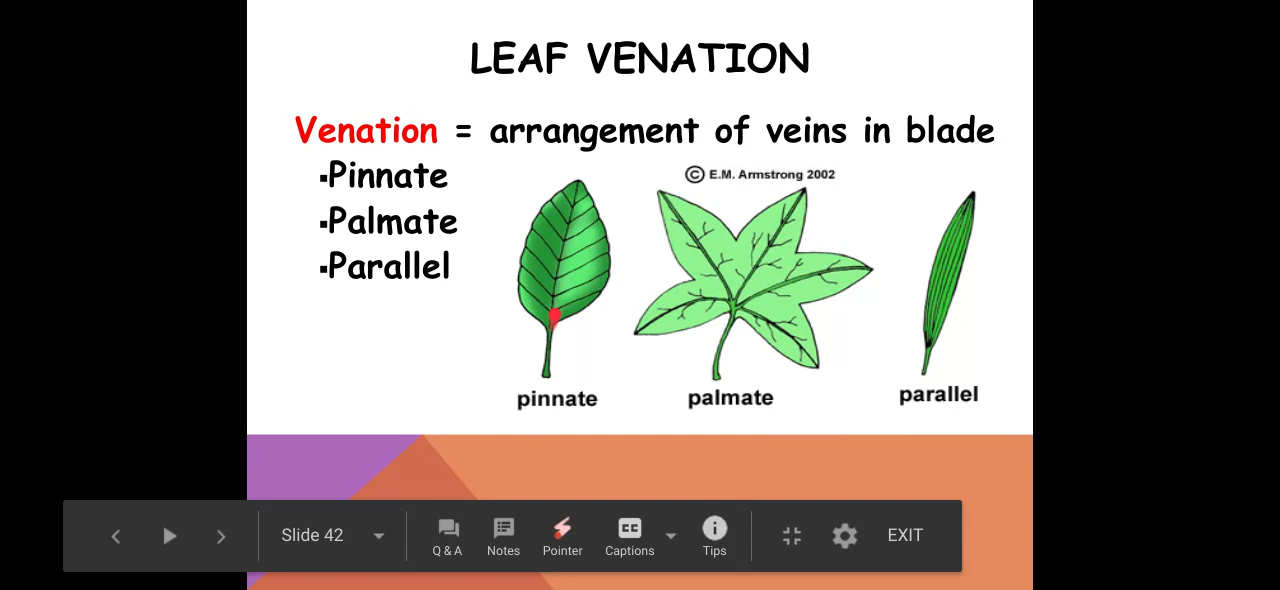 LEAF VENATION
Venation = arrangement of veins in blade
▪Pinnate
▪Palmate
▪Parallel
© E.M. Armstrong 2002
pinnate
palmate
parallel
Slide 42
Q & A
Notes
Pointer
CC
Captions
Tips
EXIT